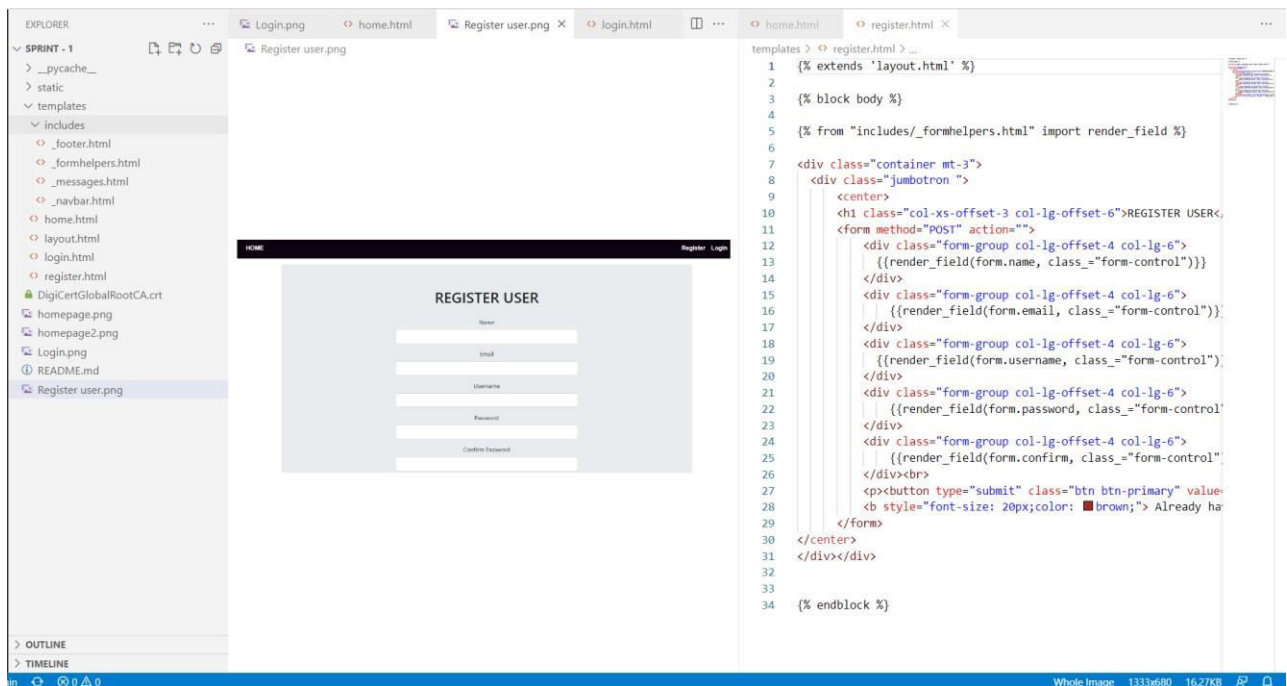 EXPLORER
SPRINT - 1
__pycache__
static
templates
includes
_footer.html
_formhelpers.html
_messages.html
_navbar.html
home.html
layout.html
login.html
register.html
DigiCertGlobalRootCA.crt
homepage.png
homepage2.png
Login.png
README.md
Register user.png
OUTLINE
TIMELINE
Login.png home.html Register user.png login.html
Register user.png
HOME Register Login
REGISTER USER
Name
Email
Username
Password
Confirm Password
home.html register.html
templates > register.html > ...
1 {% extends 'layout.html' %}
2
3 {% block body %}
4
5 {% from "includes/_formhelpers.html" import render_field %}
6
7 <div class="container mt-3">
8 <div class="jumbotron ">
9 <center>
10 <h1 class="col-xs-offset-3 col-lg-offset-6">REGISTER USER</
11 <form method="POST" action="">
12 <div class="form-group col-lg-offset-4 col-lg-6">
13 {{render_field(form.name, class_="form-control")}}
14 </div>
15 <div class="form-group col-lg-offset-4 col-lg-6">
16 {{render_field(form.email, class_="form-control")}}
17 </div>
18 <div class="form-group col-lg-offset-4 col-lg-6">
19 {{render_field(form.username, class_="form-control")}
20 </div>
21 <div class="form-group col-lg-offset-4 col-lg-6">
22 {{render_field(form.password, class_="form-control"
23 </div>
24 <div class="form-group col-lg-offset-4 col-lg-6">
25 {{render_field(form.confirm, class_="form-control")
26 </div><br>
27 <p><button type="submit" class="btn btn-primary" value=
28 <b style="font-size: 20px;color: brown;"> Already ha
29 </form>
30 </center>
31 </div></div>
32
33
34 {% endblock %}
in 0 0 Whole Image 1333x680 16.27KB